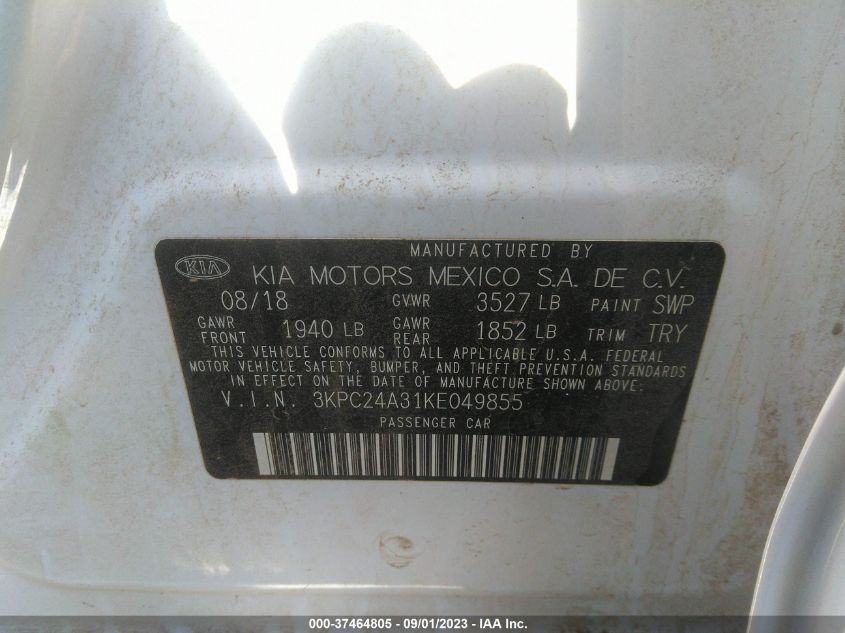 MANUFACTURED BY
KIA KIA MOTORS MEXICO S.A. DE C.V.
08/18 GVWR 3527 LB PAINT SWP
GAWR FRONT 1940 LB GAWR REAR 1852 LB TRIM TRY
THIS VEHICLE CONFORMS TO ALL APPLICABLE U.S.A. FEDERAL
MOTOR VEHICLE SAFETY, BUMPER, AND THEFT PREVENTION STANDARDS
IN EFFECT ON THE DATE OF MANUFACTURE SHOWN ABOVE.
V.I.N. 3KPC24A31KE049855
PASSENGER CAR
000-37464805 - 09/01/2023 - IAA Inc.